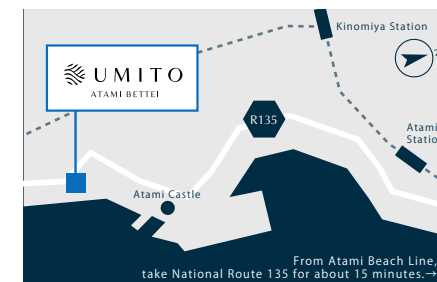 Kinomiya Station
UMITO
ATAMI BETTEI
R135
Atami
Atami Castle
From Atami Beach Line,
take National Route 135 for about 15 minutes.→